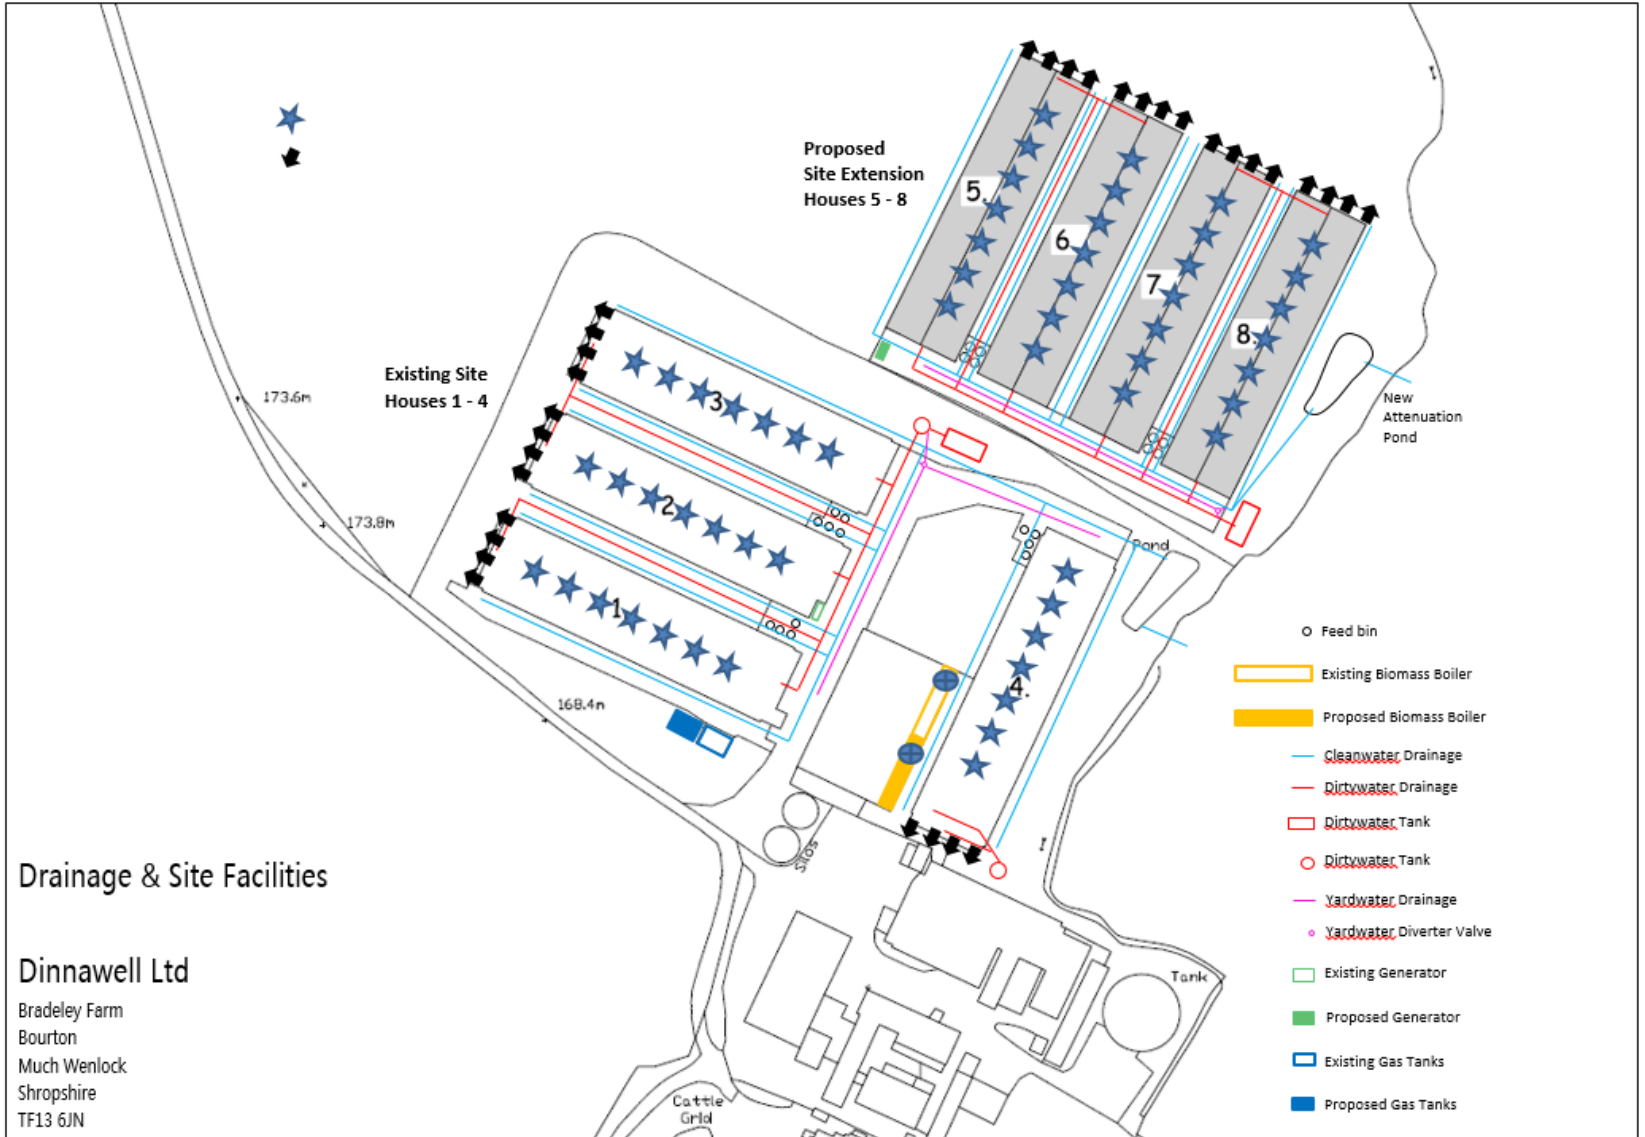 Proposed
Site Extension
Houses 5 - 8
5.
6.
7.
8.
Existing Site
Houses 1 - 4
3
2
1
4.
173.6m
173.8m
168.4m
New
Attenuation
Pond
Pond
Silos
Tank
Cattle
Grid
Feed bin
Existing Biomass Boiler
Proposed Biomass Boiler
Cleanwater Drainage
Dirtywater Drainage
Dirtywater Tank
Dirtywater Tank
Yardwater Drainage
Yardwater Diverter Valve
Existing Generator
Proposed Generator
Existing Gas Tanks
Proposed Gas Tanks
Drainage & Site Facilities
Dinnawell Ltd
Bradeley Farm
Bourton
Much Wenlock
Shropshire
TF13 6JN